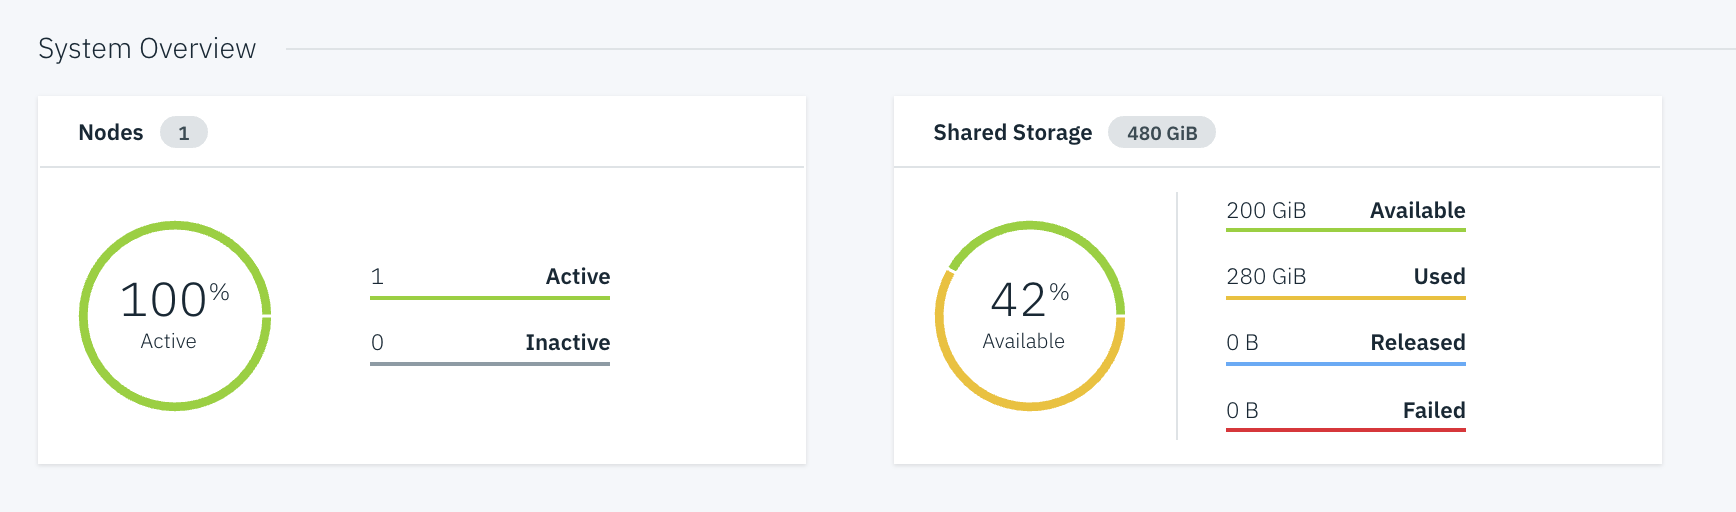 System Overview
Nodes 1
100%
Active
1 Active
0 Inactive
Shared Storage 480 GiB
42%
Available
200 GiB Available
280 GiB Used
0 B Released
0 B Failed